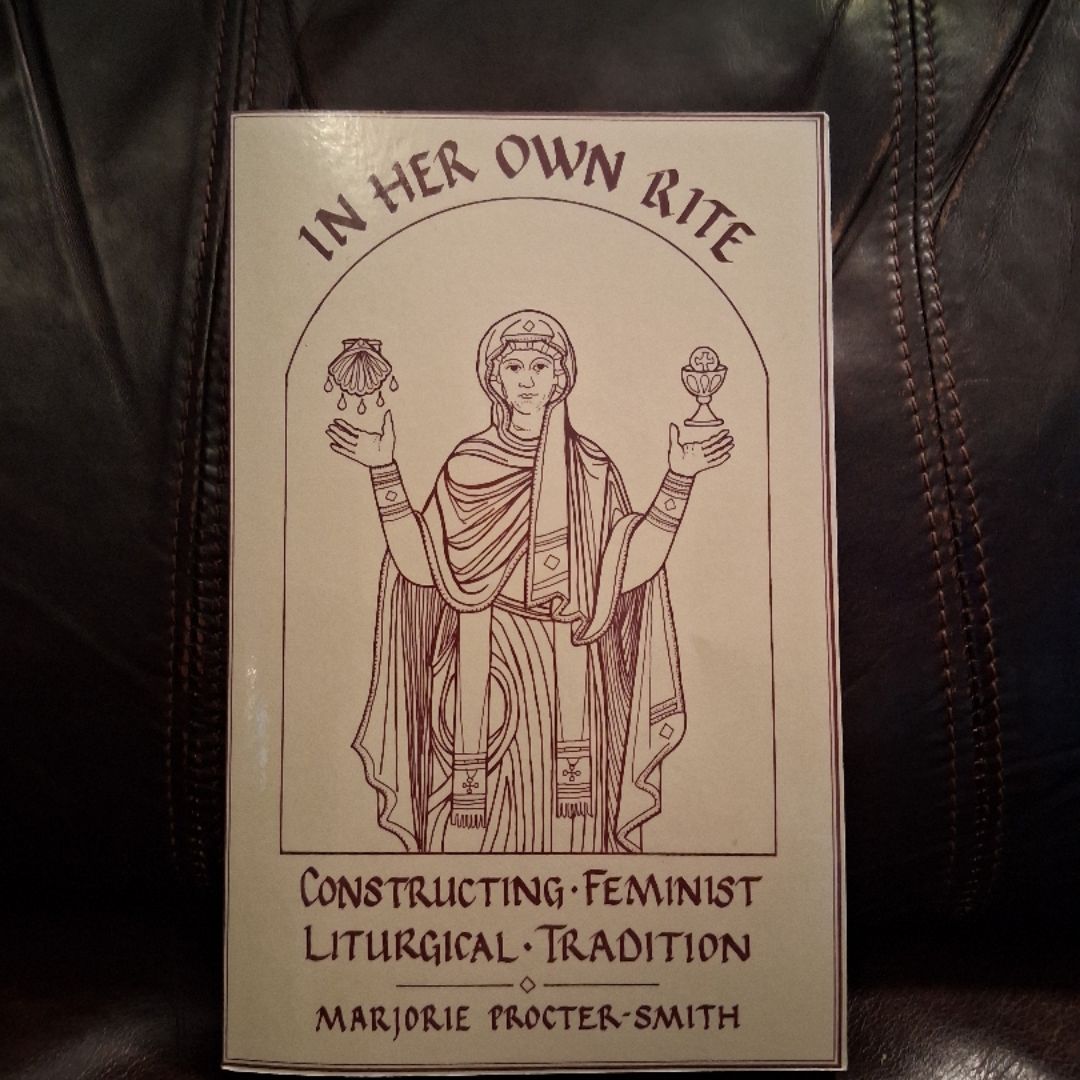 IN HER OWN RITE
CONSTRUCTING·FEMINIST
LITURGICAL·TRADITION
MARJORIE PROCTER-SMITH